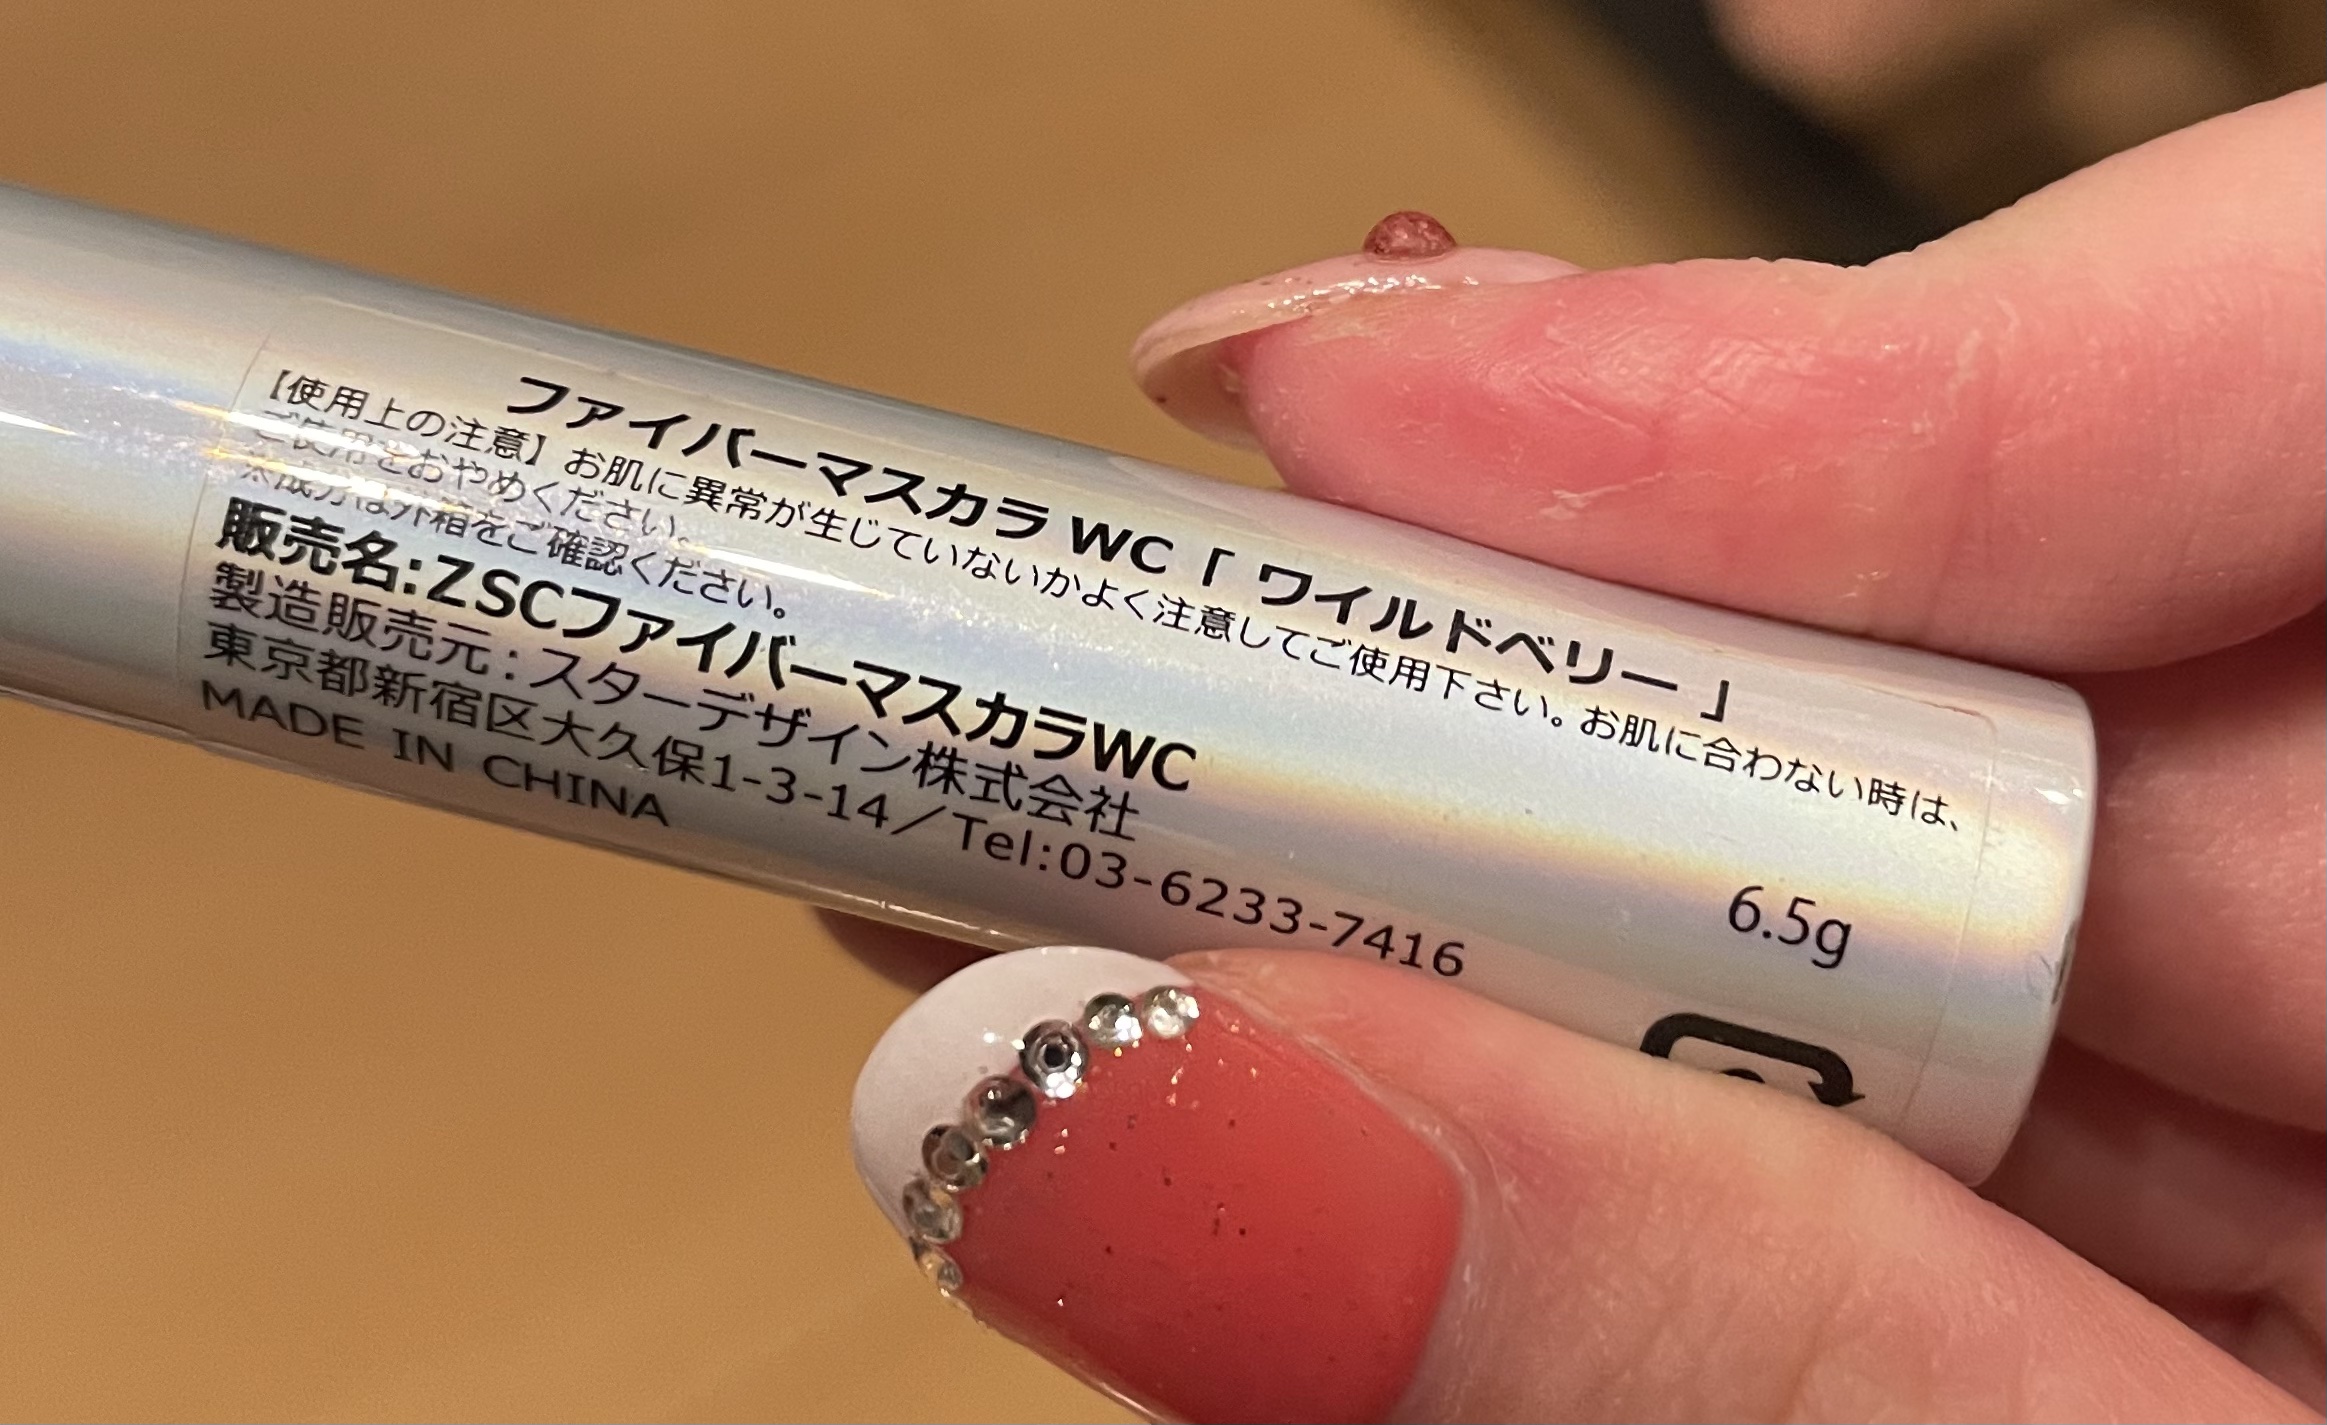 ファイバーマスカラ WC「 ワイルドベリー 」
【使用上の注意】お肌に異常が生じていないかよく注意してご使用下さい。お肌に合わない時は、
ご使用をおやめください。
※成分は外箱をご確認ください。
販売名:ZSCファイバーマスカラWC
製造販売元:スターデザイン株式会社
東京都新宿区大久保1-3-14/Tel:03-6233-7416
MADE IN CHINA
6.5g